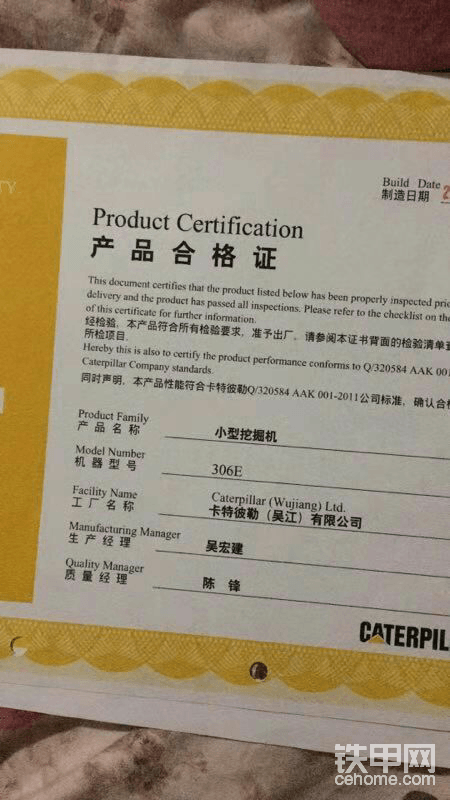 TY
Build Date
制造日期
Product Certification
产品合格证
This document certifies that the product listed below has been properly inspected
delivery and the product has passed all inspections. Please refer to the checklist on
of this certificate for further information.
经检验，本产品符合所有检验要求，准予出厂，请参阅本证书背面的检验清单
所检项目.
Hereby this is also to certify the product performance conforms to Q/320584 AAK 001
Caterpillar Company standards.
同时声明，本产品性能符合卡特彼勒Q/320584 AAK 001-2011公司标准，确认合
Product Family
产品名称 小型挖掘机
Model Number
机器型号 306E
Facility Name Caterpillar (Wujiang) Ltd.
工厂名称 卡特彼勒（吴江）有限公司
Manufacturing Manager
生产经理 吴宏建
Quality Manager
质量经理 陈锋
CATERPIL
铁甲网
cehome.com